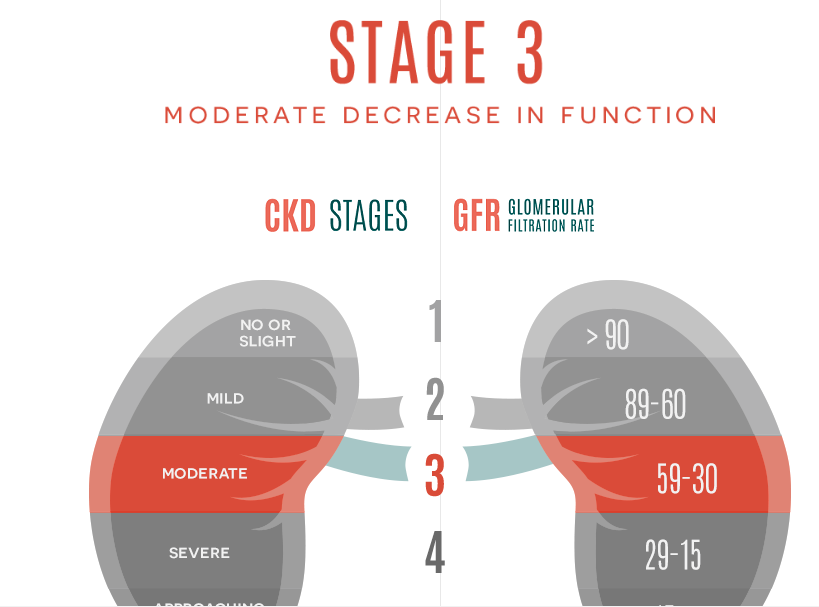 STAGE 3
MODERATE DECREASE IN FUNCTION
CKD STAGES
GFR GLOMERULAR
FILTRATION RATE
NO OR
SLIGHT
1
> 90
MILD
2
89-60
MODERATE
3
59-30
SEVERE
4
29-15
APPROACHING